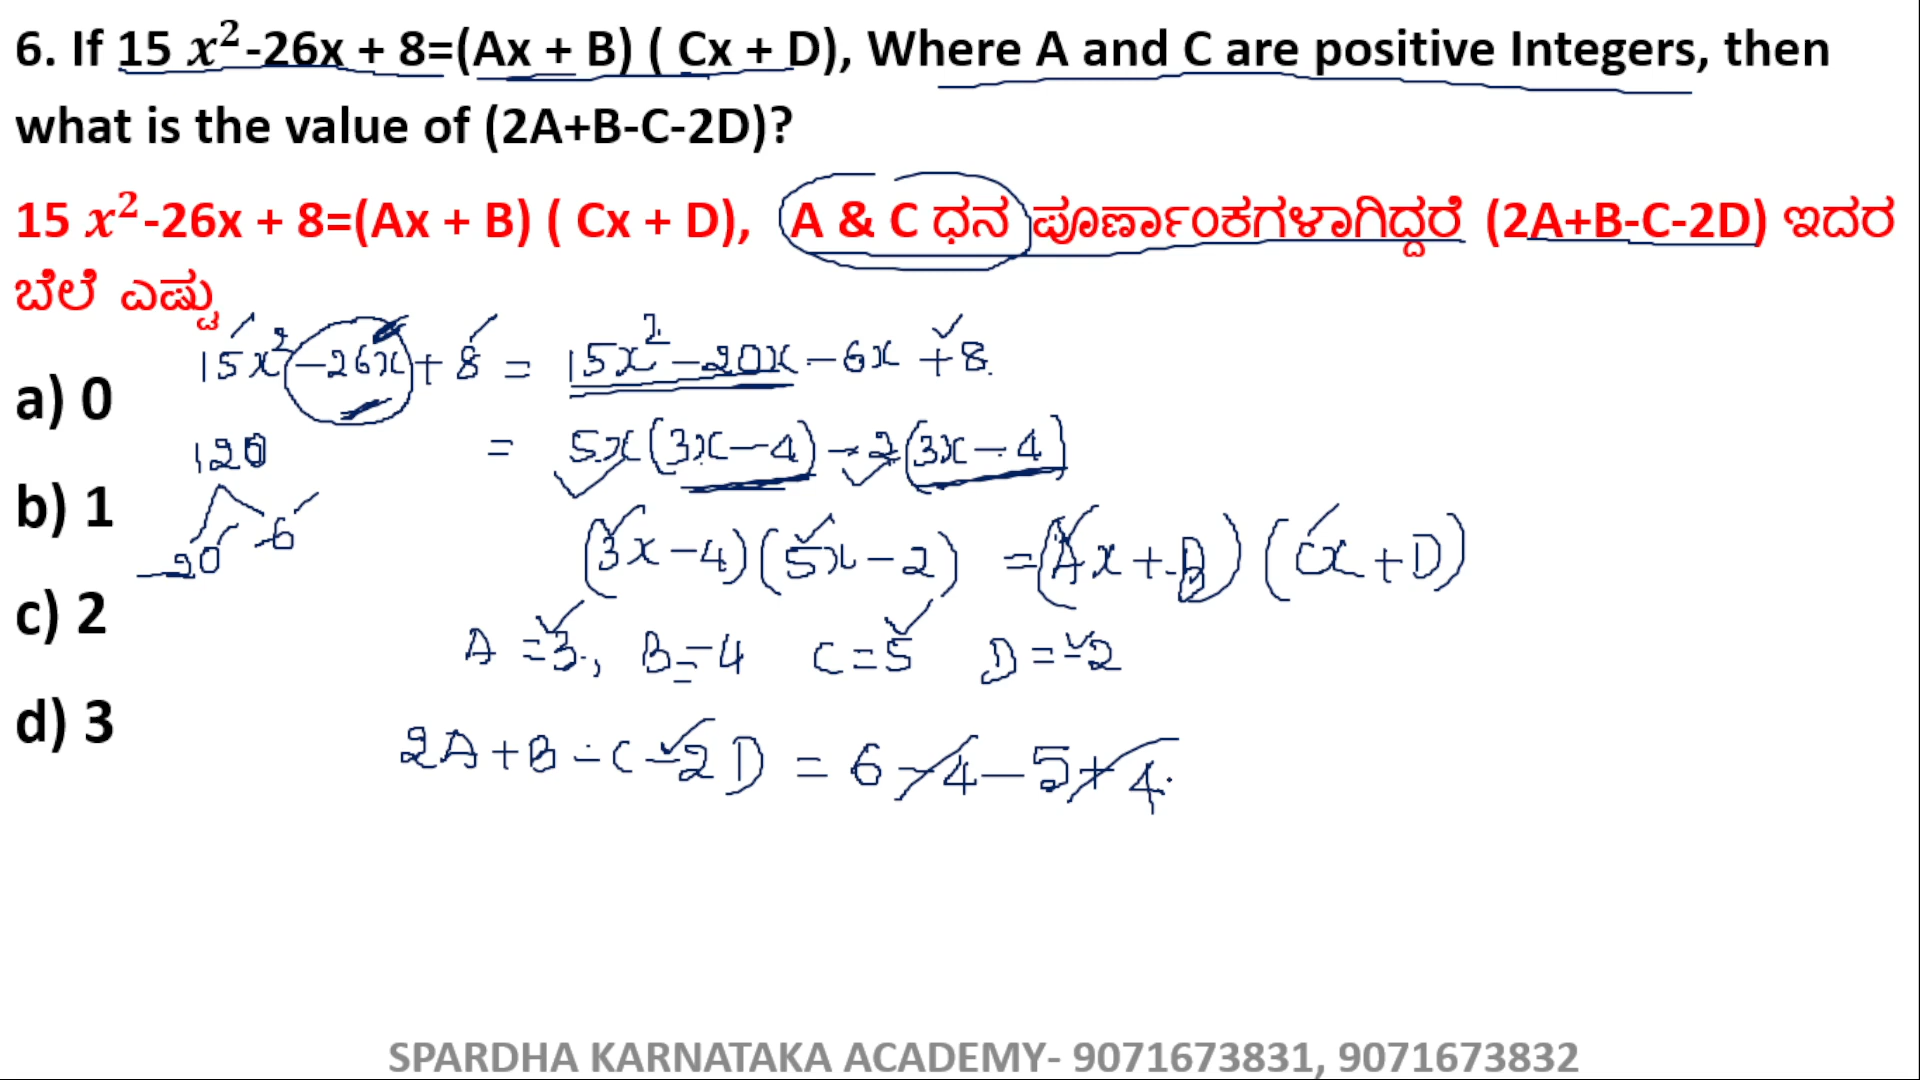 6. If 15 x²-26x + 8=(Ax + B) ( Cx + D), Where A and C are positive Integers, then
what is the value of (2A+B-C-2D)?
15 x²-26x + 8=(Ax + B) ( Cx + D), A & C ಧನ ಪೂರ್ಣಾಂಕಗಳಾಗಿದ್ದರೆ (2A+B-C-2D) ಇದರ
ಬೆಲೆ ಎಷ್ಟು
15x² -26x + 8 = 15x² -20x -6x +8
a) 0
120
= 5x(3x-4) -2(3x-4)
b) 1
-20 -6
(3x-4)(5x-2) = (Ax+B)(Cx+D)
c) 2
A =3, B=-4 C=5 D=-2
d) 3
2A+B-C-2D = 6-4-5+4
SPARDHA KARNATAKA ACADEMY- 9071673831, 9071673832